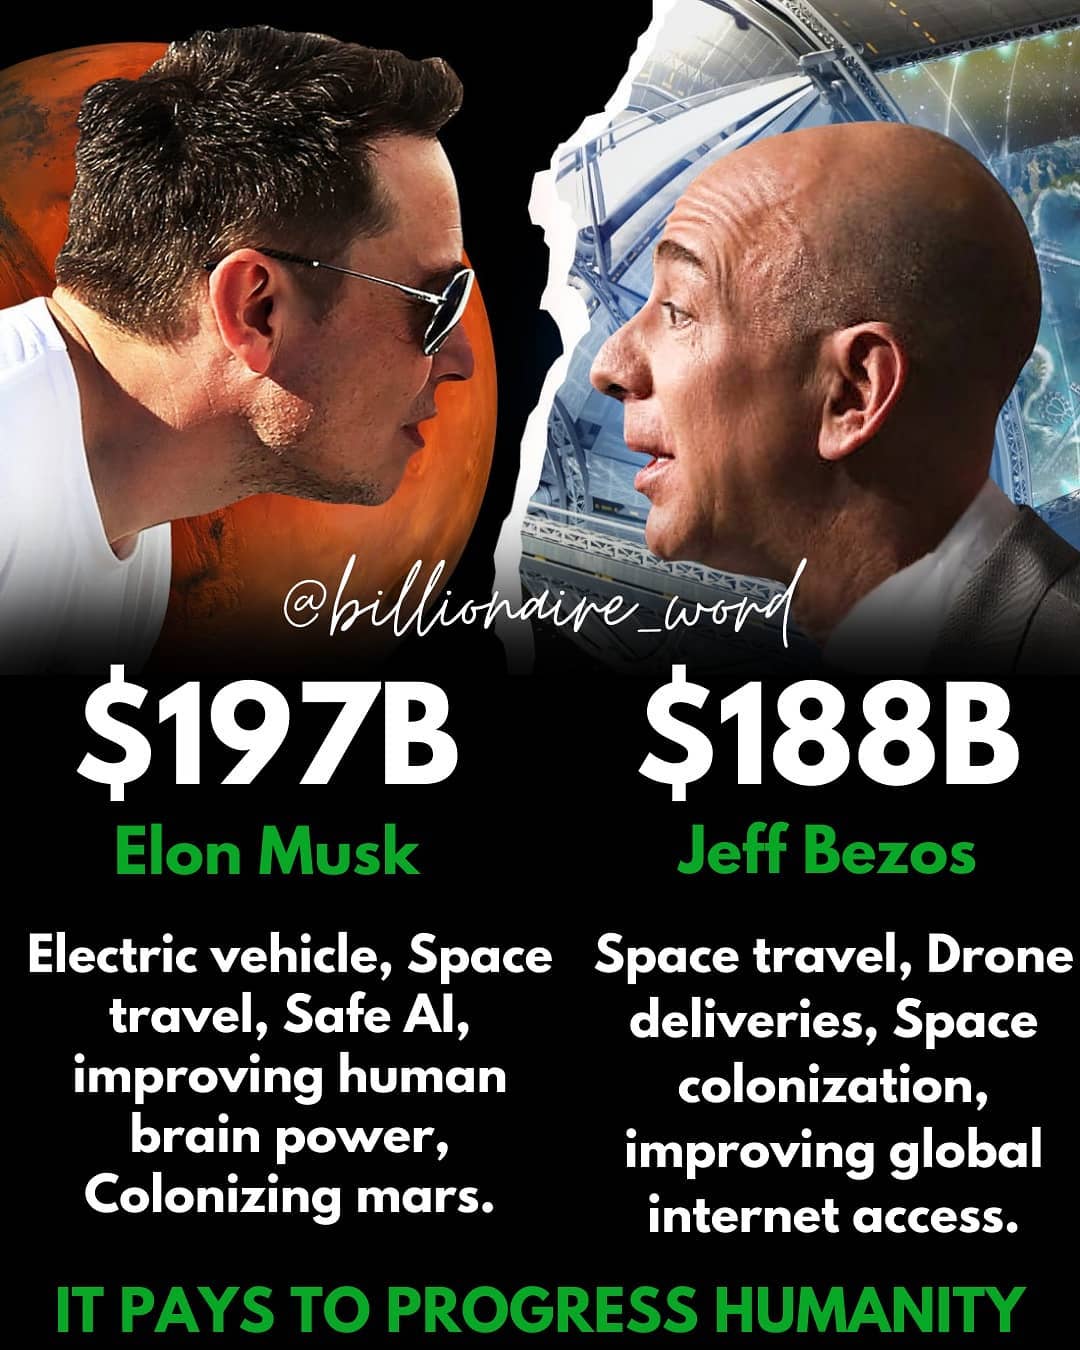 @billionaire_word
$197B
$188B
Elon Musk
Jeff Bezos
Electric vehicle, Space
travel, Safe AI,
improving human
brain power,
Colonizing mars.
Space travel, Drone
deliveries, Space
colonization,
improving global
internet access.
IT PAYS TO PROGRESS HUMANITY